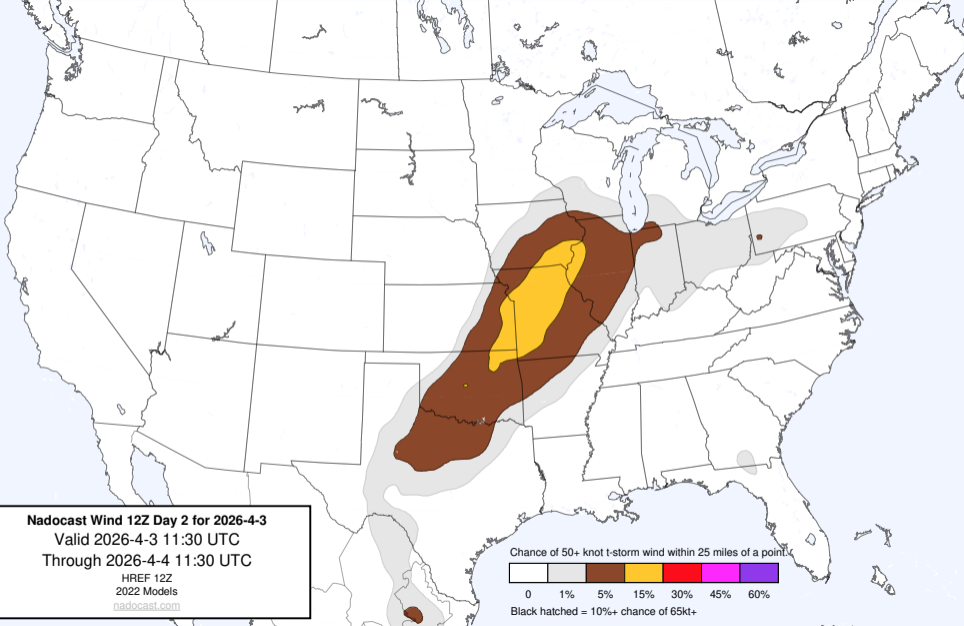 Nadocast Wind 12Z Day 2 for 2026-4-3
Valid 2026-4-3 11:30 UTC
Through 2026-4-4 11:30 UTC
HREF 12Z
2022 Models
nadocast.com
Chance of 50+ knot t-storm wind within 25 miles of a point.
0 1% 5% 15% 30% 45% 60%
Black hatched = 10%+ chance of 65kt+